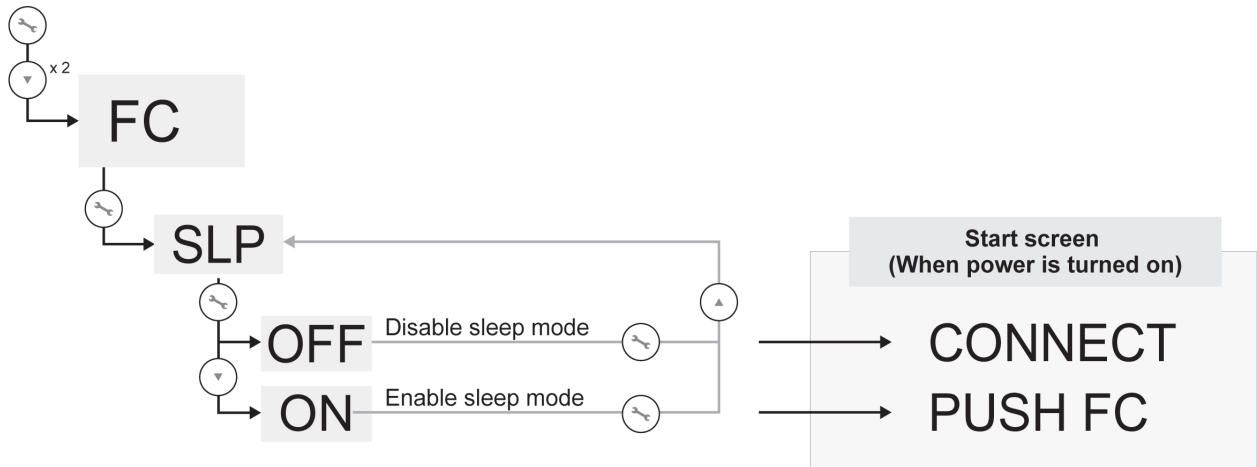 x 2
FC
SLP
Start screen
(When power is turned on)
OFF
Disable sleep mode
CONNECT
ON
Enable sleep mode
PUSH FC